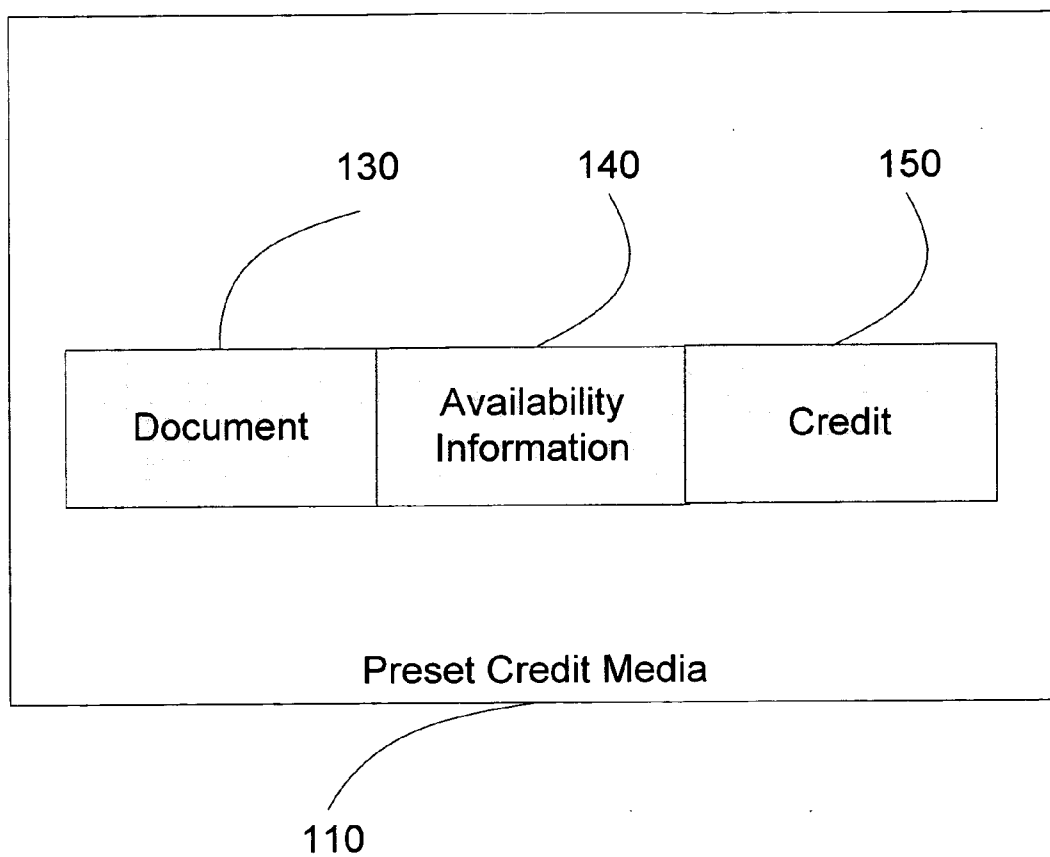 130 140 150
Document
Availability
Information
Credit
Preset Credit Media
110